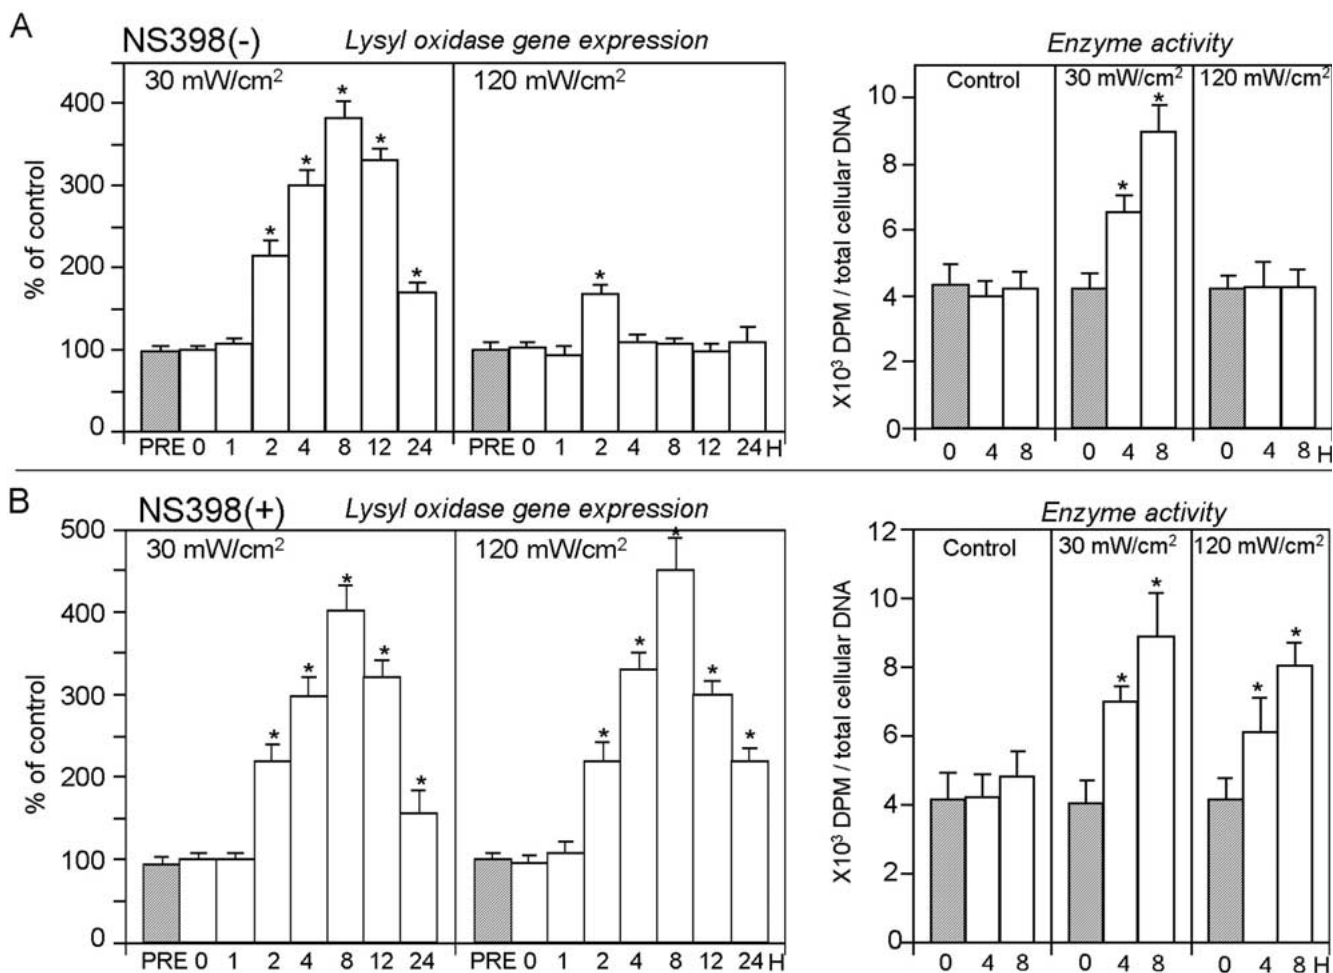 A
NS398(-)
Lysyl oxidase gene expression
Enzyme activity
30 mW/cm²
120 mW/cm²
Control
30 mW/cm²
120 mW/cm²
% of control
400
300
200
100
0
X10³ DPM / total cellular DNA
10
8
6
4
2
0
* * * * * *
* * *
PRE 0 1 2 4 8 12 24
PRE 0 1 2 4 8 12 24 H
0 4 8
0 4 8
0 4 8 H
B
NS398(+)
Lysyl oxidase gene expression
Enzyme activity
30 mW/cm²
120 mW/cm²
Control
30 mW/cm²
120 mW/cm²
% of control
500
400
300
200
100
0
X10³ DPM / total cellular DNA
12
10
8
6
4
2
0
* * * * *
* * * * *
* * * *
PRE 0 1 2 4 8 12 24
PRE 0 1 2 4 8 12 24 H
0 4 8
0 4 8
0 4 8 H